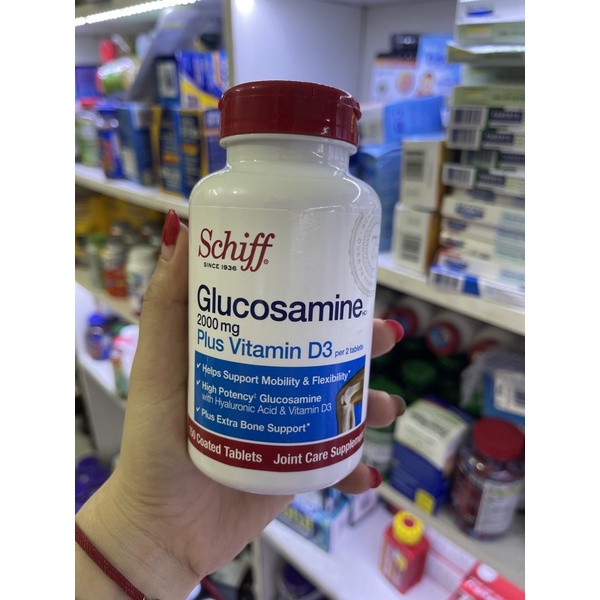 Schiff®
SINCE 1936
Glucosamine HCl
2000 mg
Plus Vitamin D3 per 2 tablets
✓ Helps Support Mobility & Flexibility*
✓ High Potency‡ Glucosamine
with Hyaluronic Acid & Vitamin D3
✓ Plus Extra Bone Support*
Coated Tablets Joint Care Supplement